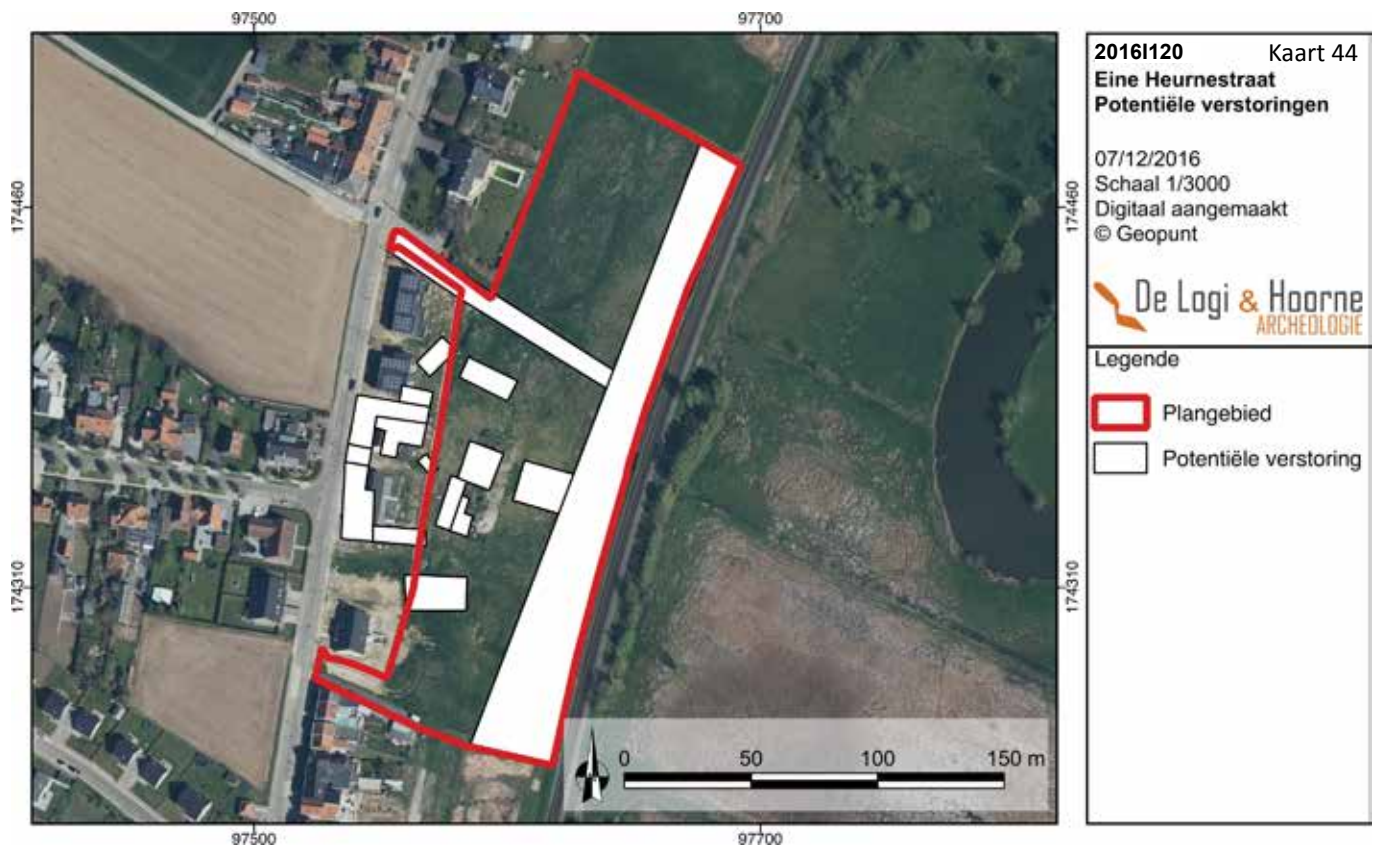 97500 97700
174460 174460
174310 174310
97500 97700
0 50 100 150 m
2016I120 Kaart 44
Eine Heurnestraat
Potentiële verstoringen
07/12/2016
Schaal 1/3000
Digitaal aangemaakt
© Geopunt
De Logi & Hoorne
ARCHEOLOGIE
Legende
Plangebied
Potentiële verstoring